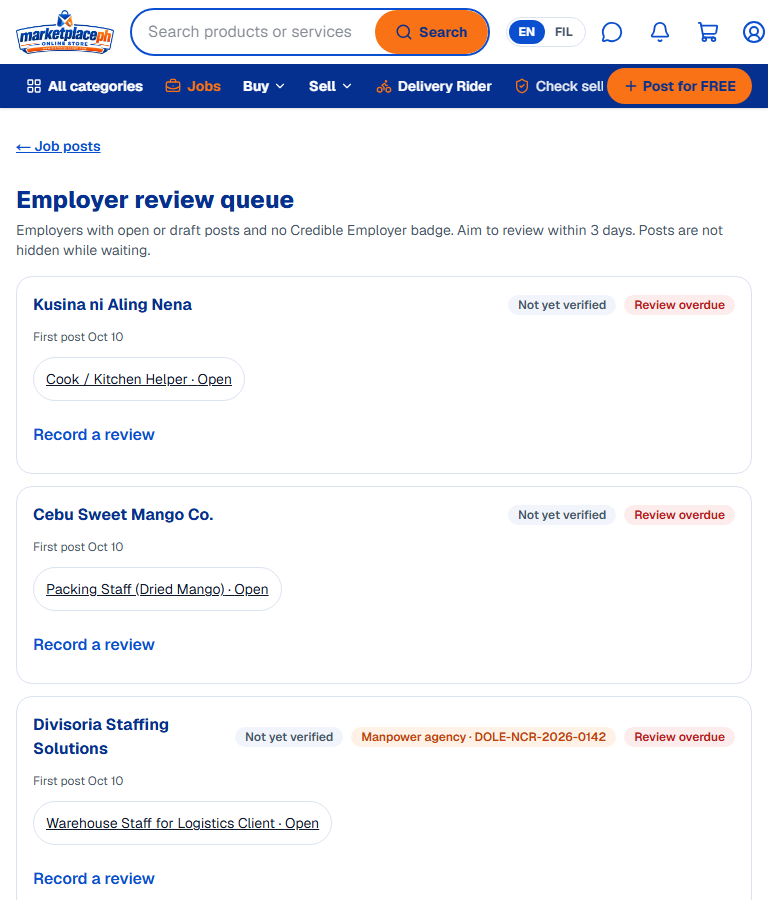 marketplaceph
ONLINE STORE
Search products or services
Search
EN FIL
All categories Jobs Buy Sell Delivery Rider Check sell + Post for FREE
← Job posts
Employer review queue
Employers with open or draft posts and no Credible Employer badge. Aim to review within 3 days. Posts are not
hidden while waiting.
Kusina ni Aling Nena Not yet verified Review overdue
First post Oct 10
Cook / Kitchen Helper · Open
Record a review
Cebu Sweet Mango Co. Not yet verified Review overdue
First post Oct 10
Packing Staff (Dried Mango) · Open
Record a review
Divisoria Staffing
Solutions
Not yet verified Manpower agency · DOLE-NCR-2026-0142 Review overdue
First post Oct 10
Warehouse Staff for Logistics Client · Open
Record a review